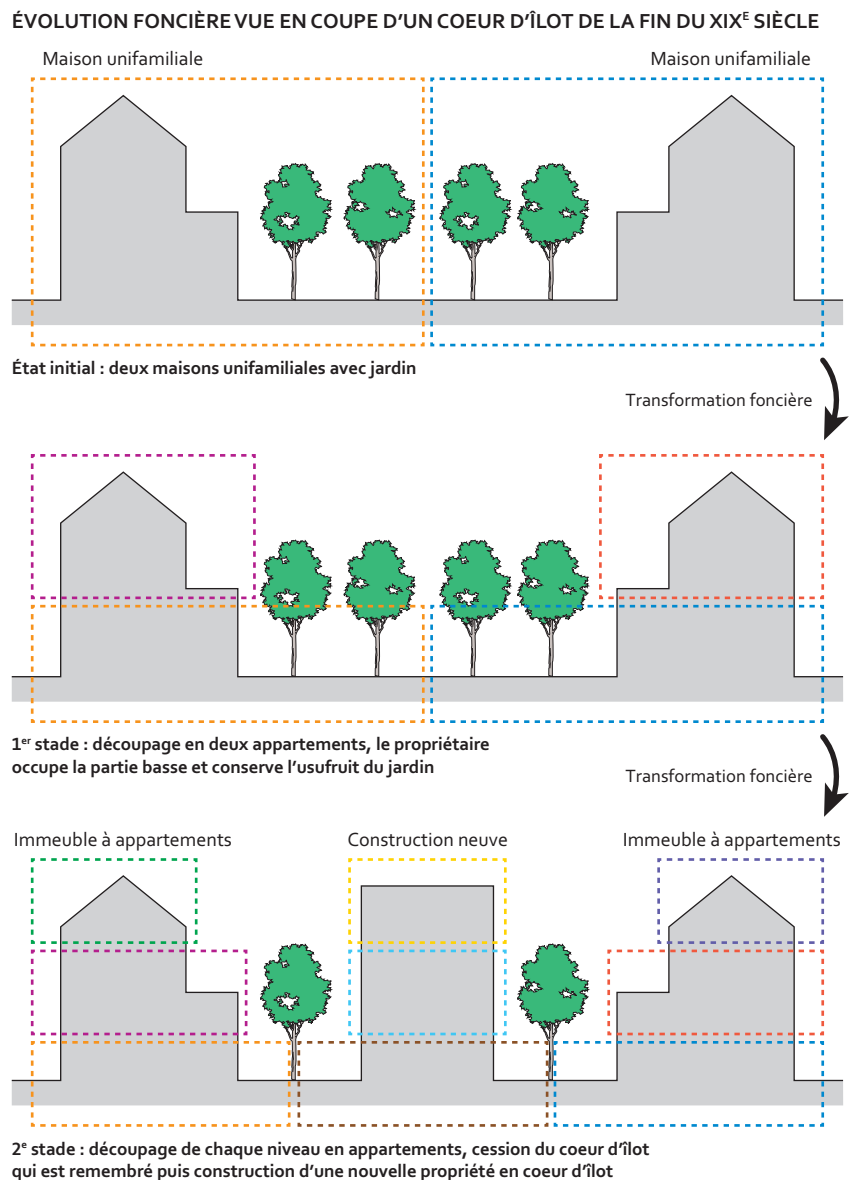 ÉVOLUTION FONCIÈRE VUE EN COUPE D’UN COEUR D’ÎLOT DE LA FIN DU XIXE SIÈCLE
Maison unifamiliale
Maison unifamiliale
État initial : deux maisons unifamiliales avec jardin
Transformation foncière
1er stade : découpage en deux appartements, le propriétaire
occupe la partie basse et conserve l’usufruit du jardin
Transformation foncière
Immeuble à appartements
Construction neuve
Immeuble à appartements
2e stade : découpage de chaque niveau en appartements, cession du coeur d’îlot
qui est remembré puis construction d’une nouvelle propriété en coeur d’îlot